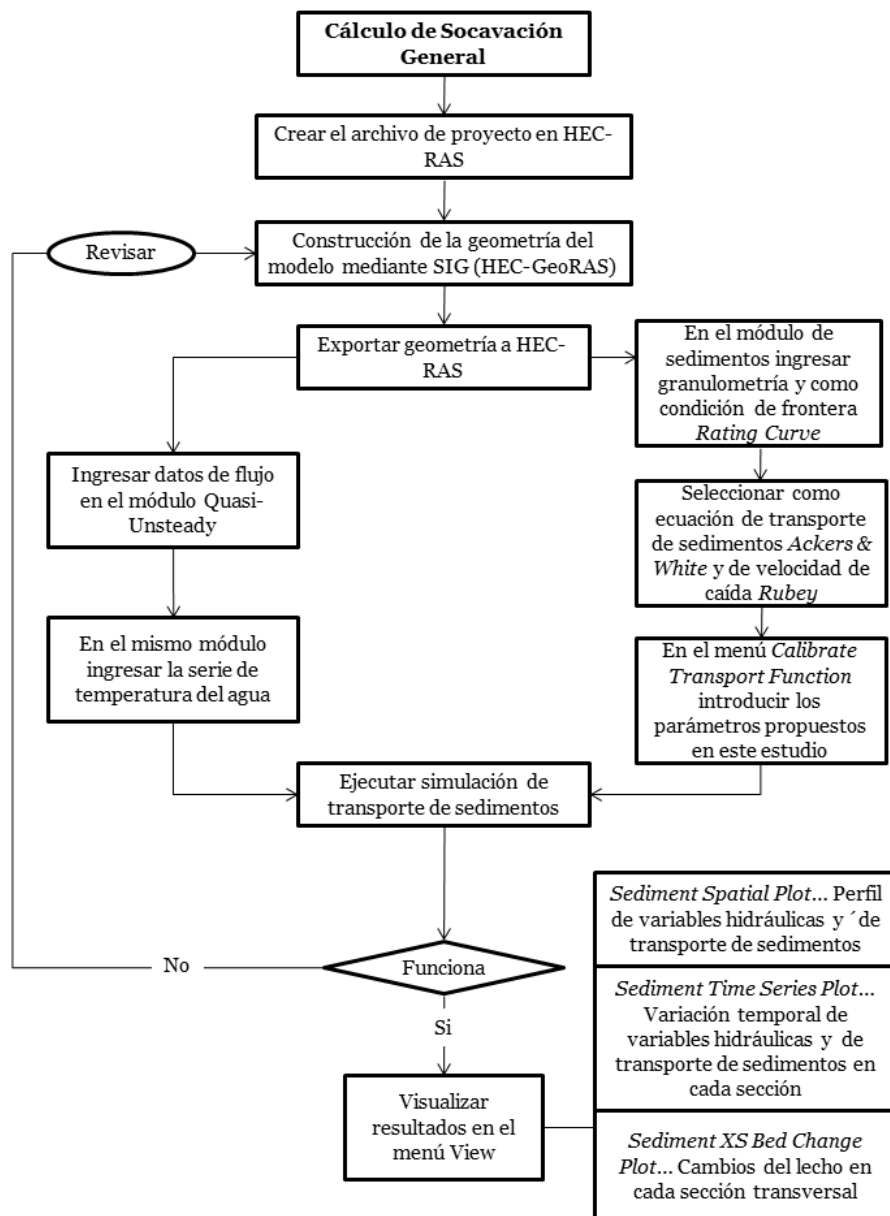 Cálculo de Socavación
General
Crear el archivo de proyecto en HEC-
RAS
Revisar
Construcción de la geometría del
modelo mediante SIG (HEC-GeoRAS)
Exportar geometría a HEC-
RAS
En el módulo de
sedimentos ingresar
granulometría y como
condición de frontera
Rating Curve
Ingresar datos de flujo
en el módulo Quasi-
Unsteady
Seleccionar como
ecuación de transporte
de sedimentos Ackers &
White y de velocidad de
caída Rubey
En el mismo módulo
ingresar la serie de
temperatura del agua
En el menú Calibrate
Transport Function
introducir los
parámetros propuestos
en este estudio
Ejecutar simulación de
transporte de sedimentos
Funciona
No
Si
Visualizar
resultados en el
menú View
Sediment Spatial Plot... Perfil
de variables hidráulicas y ´de
transporte de sedimentos
Sediment Time Series Plot...
Variación temporal de
variables hidráulicas y ´de
transporte de sedimentos en
cada sección
Sediment XS Bed Change
Plot... Cambios del lecho en
cada sección transversal